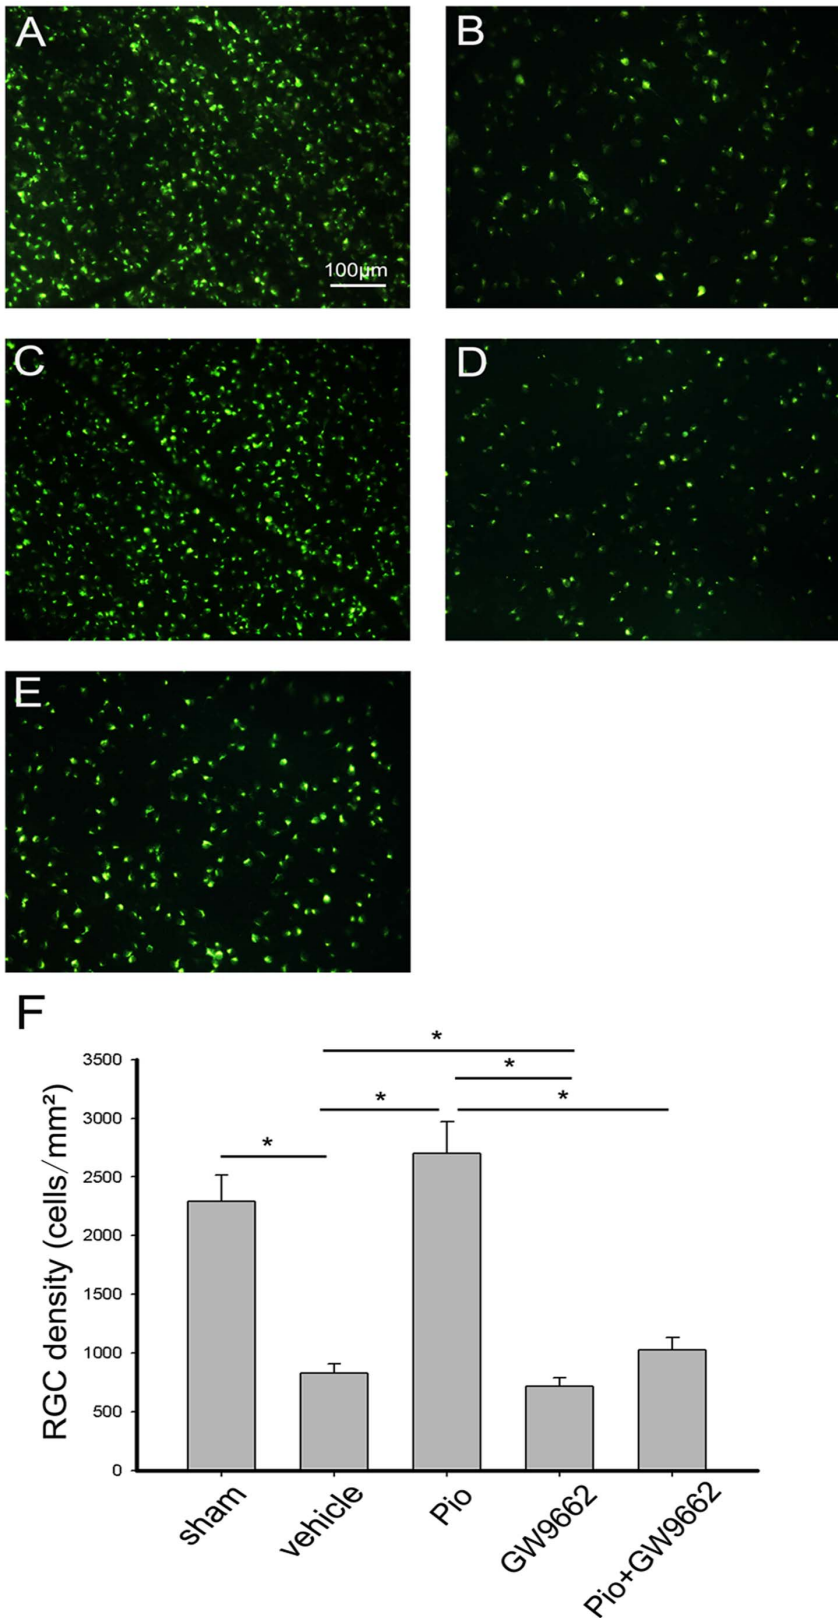 A
B
100μm
C
D
E
F
*
*
*
*
*
3500
3000
2500
2000
1500
1000
500
0
RGC density (cells/mm²)
sham
vehicle
Pio
GW9662
Pio+GW9662